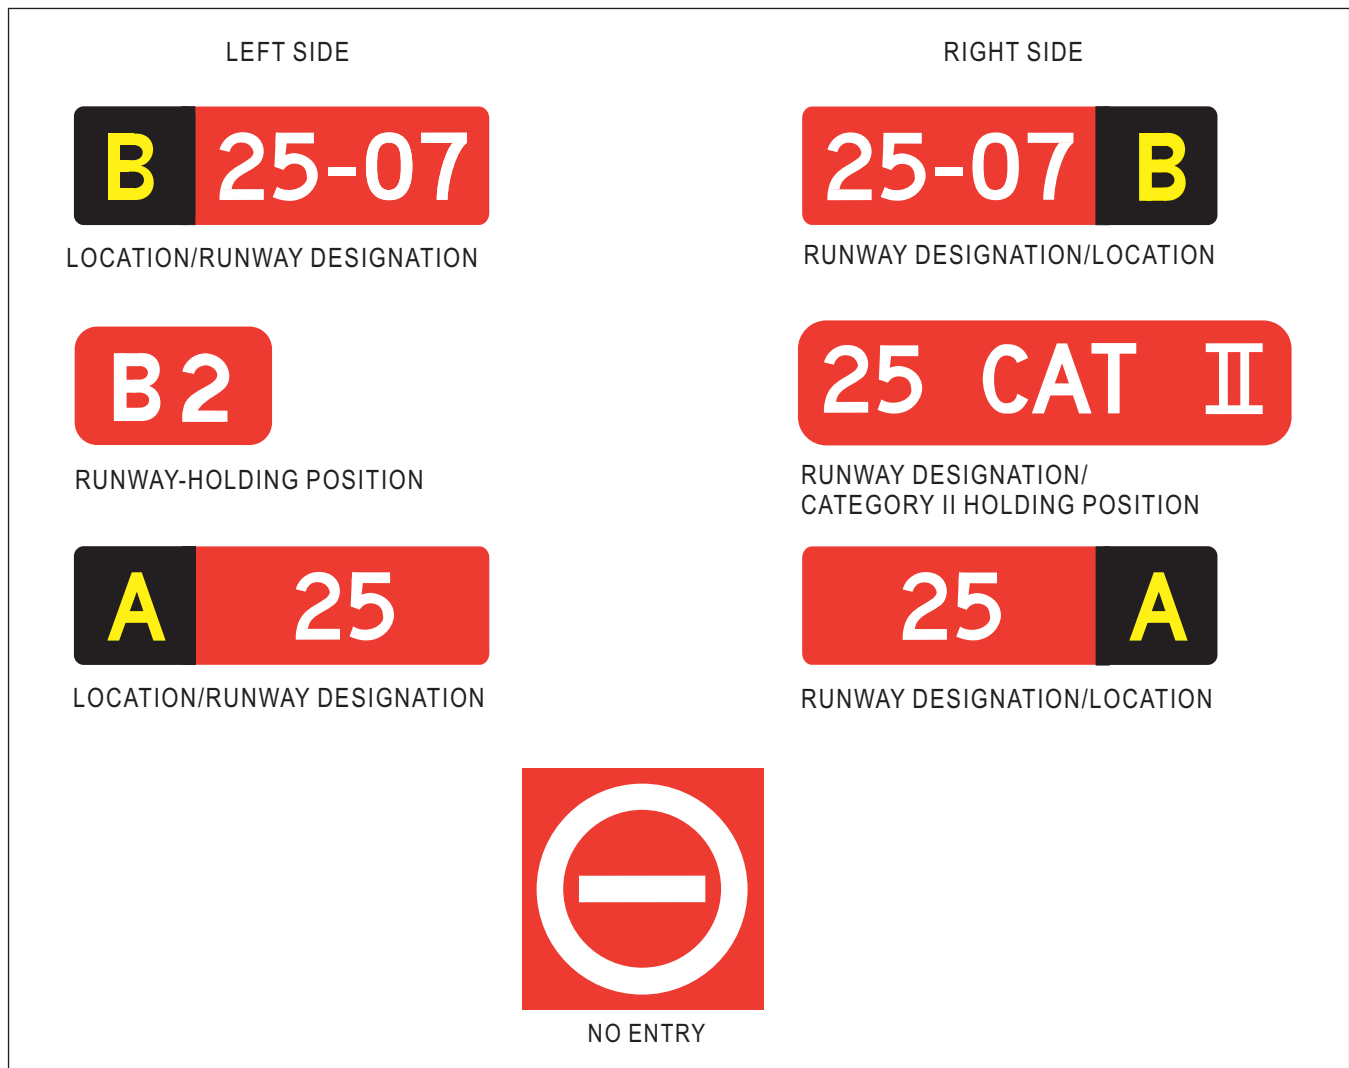 LEFT SIDE
RIGHT SIDE
B 25-07
25-07 B
LOCATION/RUNWAY DESIGNATION
RUNWAY DESIGNATION/LOCATION
B2
25 CAT II
RUNWAY-HOLDING POSITION
RUNWAY DESIGNATION/
CATEGORY II HOLDING POSITION
A 25
25 A
LOCATION/RUNWAY DESIGNATION
RUNWAY DESIGNATION/LOCATION
NO ENTRY